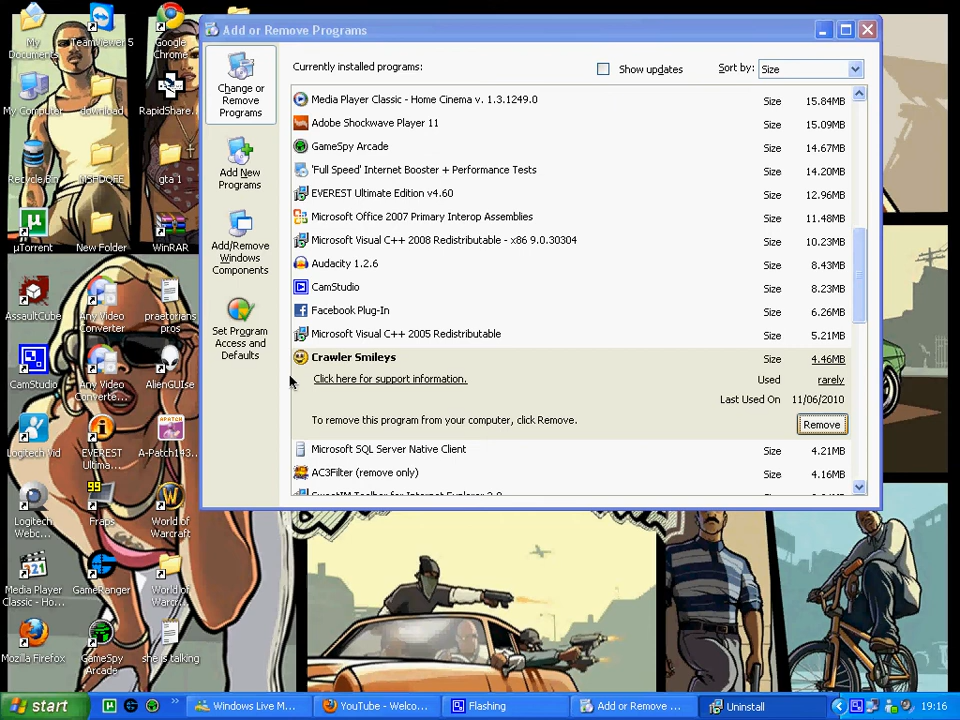 Add or Remove Programs
Change or
Remove
Programs
Add New
Programs
Add/Remove
Windows
Components
Set Program
Access and
Defaults
Currently installed programs:
Show updates
Sort by: Size
Media Player Classic - Home Cinema v. 1.3.1249.0 Size 15.84MB
Adobe Shockwave Player 11 Size 15.09MB
GameSpy Arcade Size 14.67MB
'Full Speed' Internet Booster + Performance Tests Size 14.20MB
EVEREST Ultimate Edition v4.60 Size 12.96MB
Microsoft Office 2007 Primary Interop Assemblies Size 11.48MB
Microsoft Visual C++ 2008 Redistributable - x86 9.0.30304 Size 10.23MB
Audacity 1.2.6 Size 8.43MB
CamStudio Size 8.23MB
Facebook Plug-In Size 6.26MB
Microsoft Visual C++ 2005 Redistributable Size 5.21MB
Crawler Smileys Size 4.46MB
Click here for support information. Used rarely
Last Used On 11/06/2010
To remove this program from your computer, click Remove. Remove
Microsoft SQL Server Native Client Size 4.21MB
AC3Filter (remove only) Size 4.16MB
SweetIM Toolbar for Internet Explorer 3.9
My
Documents
TeamViewer 5
Google
Chrome
My Computer
download
RapidShare...
Recycle Bin
MSHDQFE
gta 1
µTorrent
New Folder
WinRAR
AssaultCube
Any Video
Converter
praetorians
pros
CamStudio
Any Video
Converte...
AlienGUIse
Logitech Vid
EVEREST
Ultima...
A-Patch143...
Logitech
Webc...
Fraps
World of
Warcraft
Media Player
Classic - Ho...
GameRanger
World of
Warcr...
Mozilla Firefox
GameSpy
Arcade
she is talking
start
Windows Live M...
YouTube - Welco...
Flashing
Add or Remove ...
Uninstall
19:16